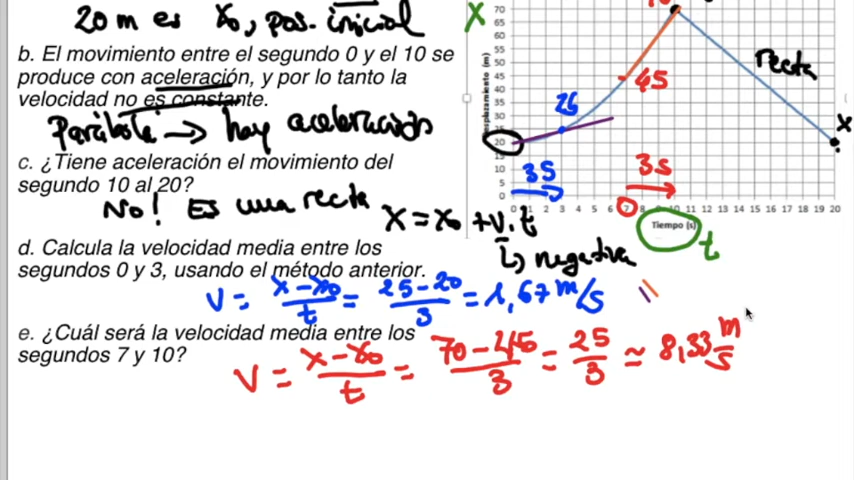 20 m es x₀, pos. inicial
b. El movimiento entre el segundo 0 y el 10 se
produce con aceleración, y por lo tanto la
velocidad no es constante.
Parábola → hay aceleración
c. ¿Tiene aceleración el movimiento del
segundo 10 al 20?
No! Es una recta
x = x₀ + v·t
↳ negativa
d. Calcula la velocidad media entre los
segundos 0 y 3, usando el método anterior.
v = x-x₀/t = 25-20/3 = 1,67 m/s
e. ¿Cuál será la velocidad media entre los
segundos 7 y 10?
v = x-x₀/t = 70-45/3 = 25/3 ≈ 8,33 m/s
X
70
65
60
55
50
45
40
35
30
25
20
15
10
5
0
45
recta
X
3s
3s
0 1 2 3 4 5 6 7 8 9 10 11 12 13 14 15 16 17 18 19 20
Tiempo (s)
t